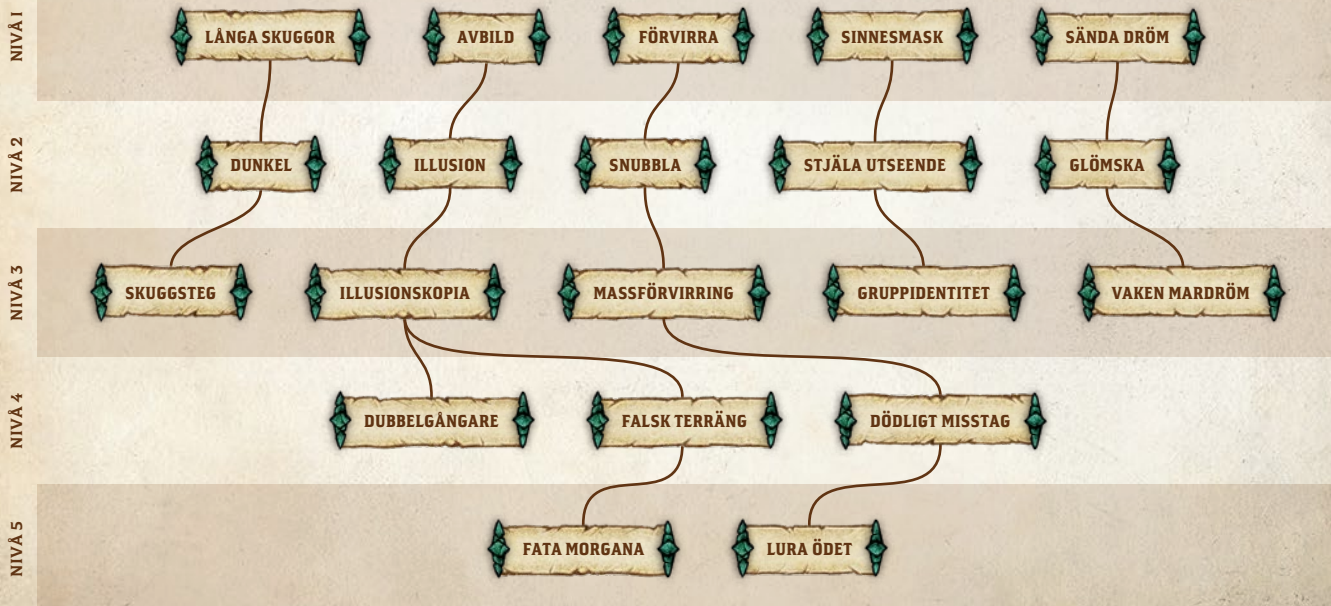 NIVÅ 1
LÅNGA SKUGGOR
AVBILD
FÖRVIRRA
SINNESMASK
SÄNDA DRÖM
NIVÅ 2
DUNKEL
ILLUSION
SNUBBLA
STJÄLA UTSEENDE
GLÖMSKA
NIVÅ 3
SKUGGSTEG
ILLUSIONSKOPIA
MASSFÖRVIRRING
GRUPPIDENTITET
VAKEN MARDRÖM
NIVÅ 4
DUBBELGÅNGARE
FALSK TERRÄNG
DÖDLIGT MISSTAG
NIVÅ 5
FATA MORGANA
LURA ÖDET